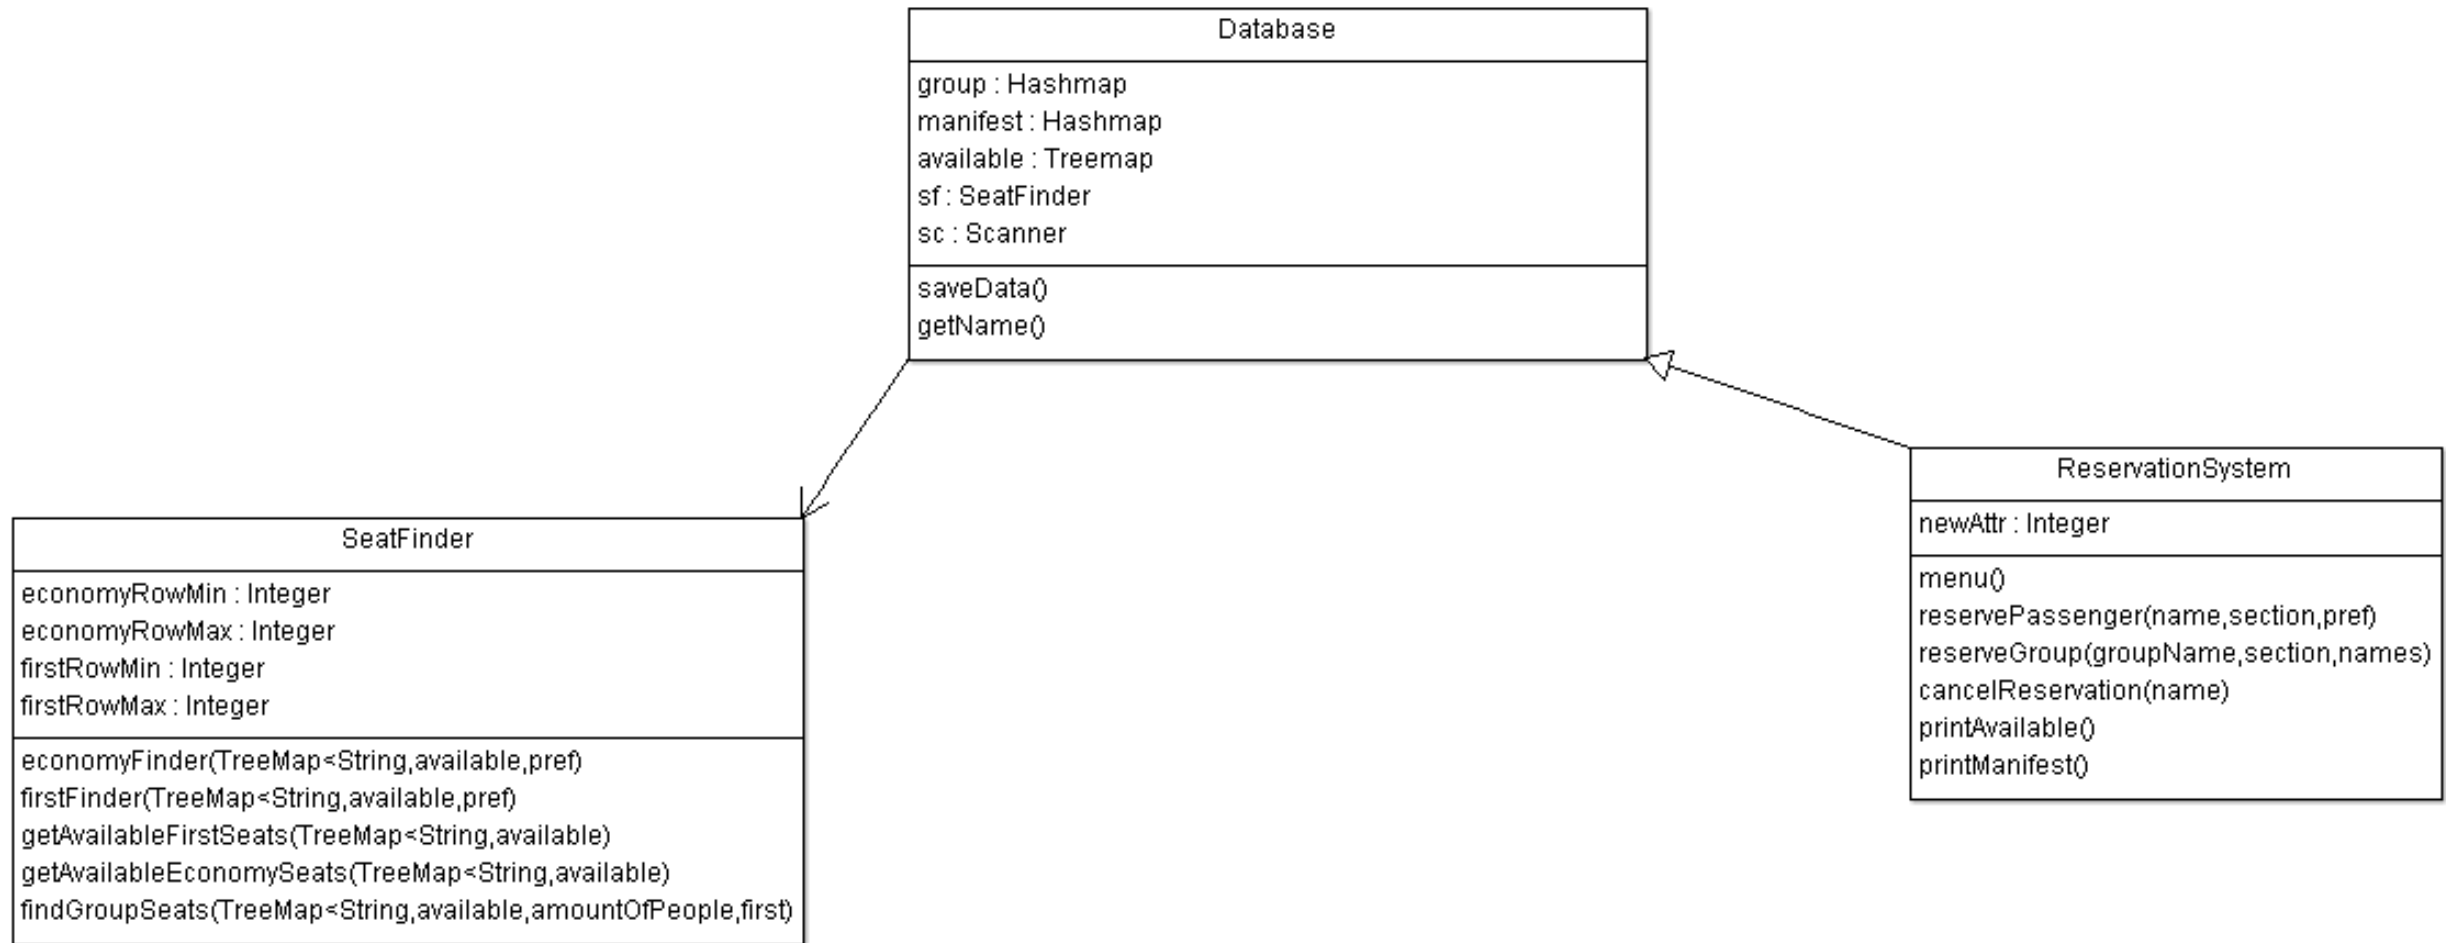 Database
group : Hashmap
manifest : Hashmap
available : Treemap
sf : SeatFinder
sc : Scanner
saveData()
getName()
SeatFinder
economyRowMin : Integer
economyRowMax : Integer
firstRowMin : Integer
firstRowMax : Integer
economyFinder(TreeMap<String,available,pref)
firstFinder(TreeMap<String,available,pref)
getAvailableFirstSeats(TreeMap<String,available)
getAvailableEconomySeats(TreeMap<String,available)
findGroupSeats(TreeMap<String,available,amountOfPeople,first)
ReservationSystem
newAttr : Integer
menu()
reservePassenger(name,section,pref)
reserveGroup(groupName,section,names)
cancelReservation(name)
printAvailable()
printManifest()